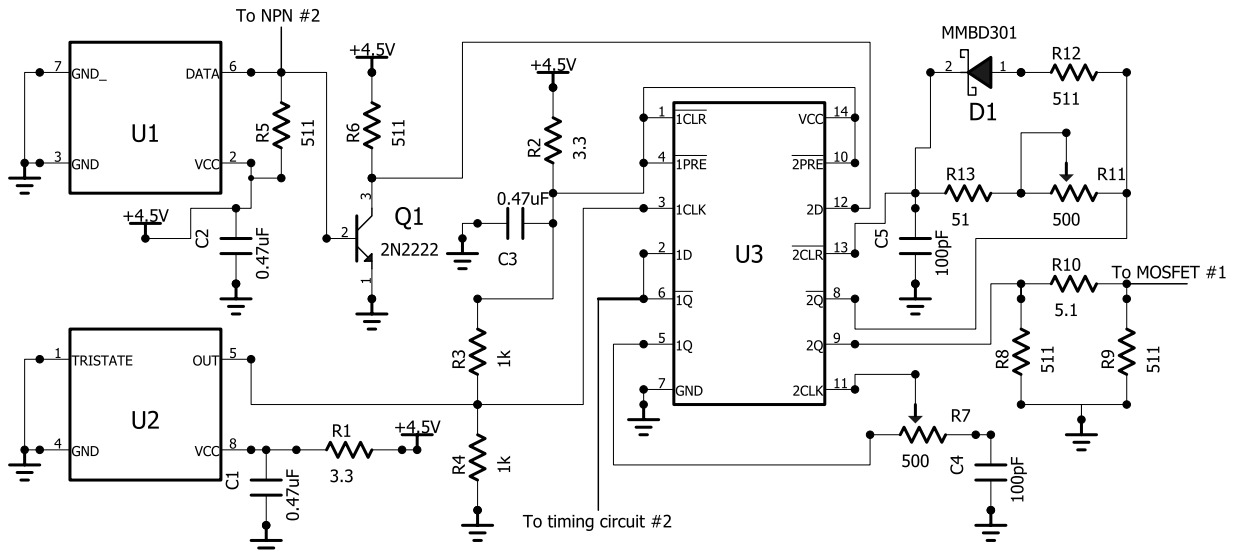 To NPN #2
+4.5V
+4.5V
MMBD301
2
1
D1
R12
511
7
GND_
DATA
6
U1
3
GND
VCC
2
R5
511
R6
511
R2
3.3
+4.5V
C2
0.47uF
3
2
1
Q1
2N2222
0.47uF
C3
1
1CLR
4
1PRE
3
1CLK
2
1D
6
1Q
5
1Q
7
GND
U3
VCC
14
2PRE
10
2D
12
2CLR
13
2Q
8
2Q
9
2CLK
11
R13
51
R11
500
C5
100pF
R10
5.1
To MOSFET #1
R8
511
R9
511
1
TRISTATE
OUT
5
U2
4
GND
VCC
8
R3
1k
R4
1k
R1
3.3
+4.5V
C1
0.47uF
R7
500
C4
100pF
To timing circuit #2